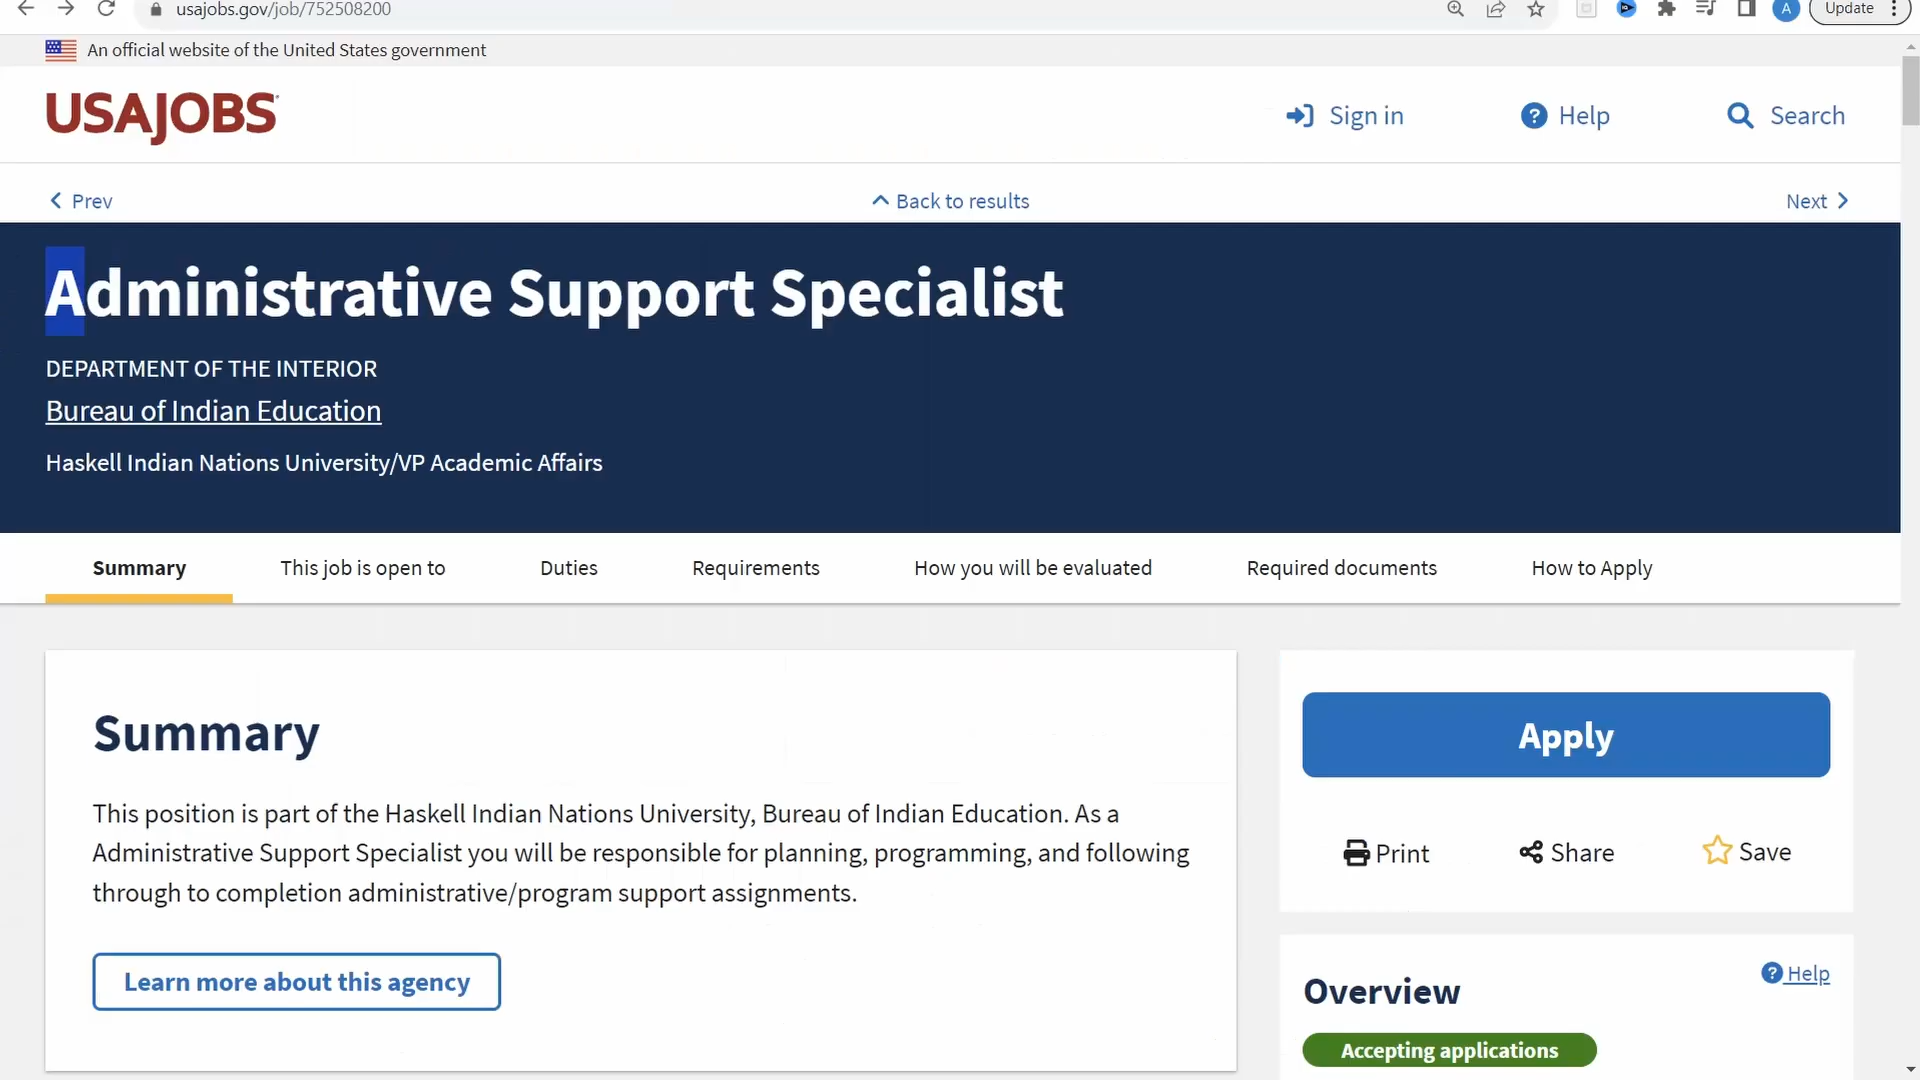 usajobs.gov/job/752508200
A
Update
An official website of the United States government
USAJOBS
Sign in
Help
Search
Prev
Back to results
Next
Administrative Support Specialist
DEPARTMENT OF THE INTERIOR
Bureau of Indian Education
Haskell Indian Nations University/VP Academic Affairs
Summary
This job is open to
Duties
Requirements
How you will be evaluated
Required documents
How to Apply
Summary
This position is part of the Haskell Indian Nations University, Bureau of Indian Education. As a
Administrative Support Specialist you will be responsible for planning, programming, and following
through to completion administrative/program support assignments.
Learn more about this agency
Apply
Print
Share
Save
Overview
Help
Accepting applications